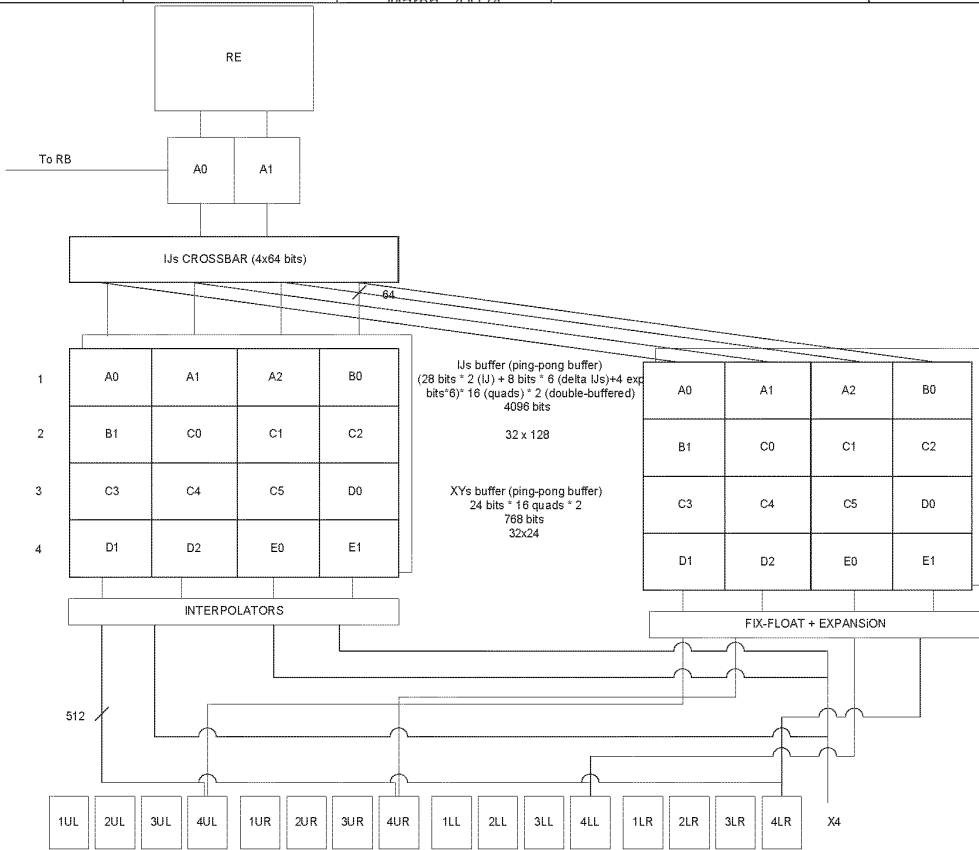 RE
To RB
A0 A1
IJs CROSSBAR (4x64 bits)
64
1 A0 A1 A2 B0
2 B1 C0 C1 C2
3 C3 C4 C5 D0
4 D1 D2 E0 E1
IJs buffer (ping-pong buffer)
(28 bits * 2 (IJ) + 8 bits * 6 (delta IJs)+4 exp
bits*6)* 16 (quads) * 2 (double-buffered)
4096 bits
32 x 128
XYs buffer (ping-pong buffer)
24 bits * 16 quads * 2
768 bits
32x24
A0 A1 A2 B0
B1 C0 C1 C2
C3 C4 C5 D0
D1 D2 E0 E1
INTERPOLATORS
FIX-FLOAT + EXPANSiON
512
1UL 2UL 3UL 4UL 1UR 2UR 3UR 4UR 1LL 2LL 3LL 4LL 1LR 2LR 3LR 4LR X4